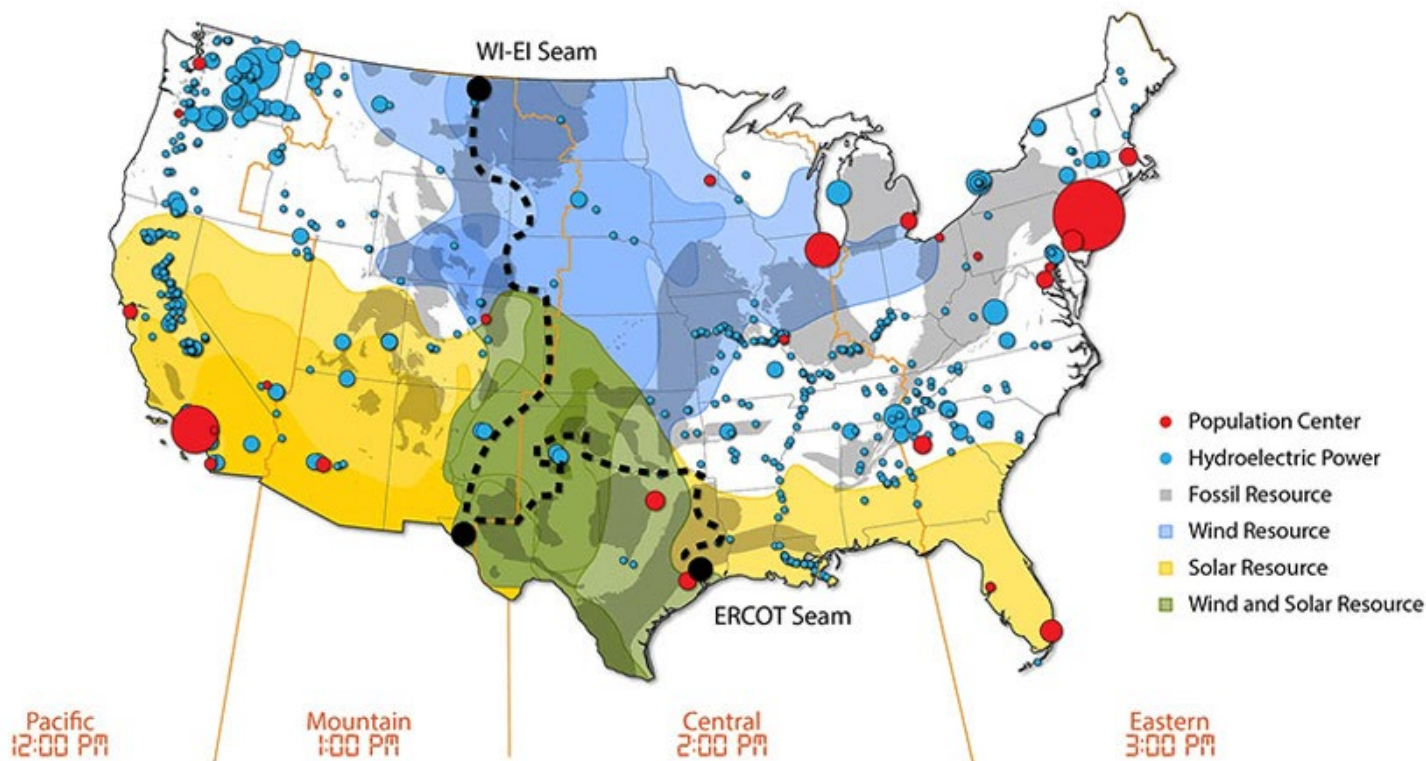 WI-EI Seam
Population Center
Hydroelectric Power
Fossil Resource
Wind Resource
Solar Resource
Wind and Solar Resource
ERCOT Seam
Pacific
12:00 PM
Mountain
1:00 PM
Central
2:00 PM
Eastern
3:00 PM